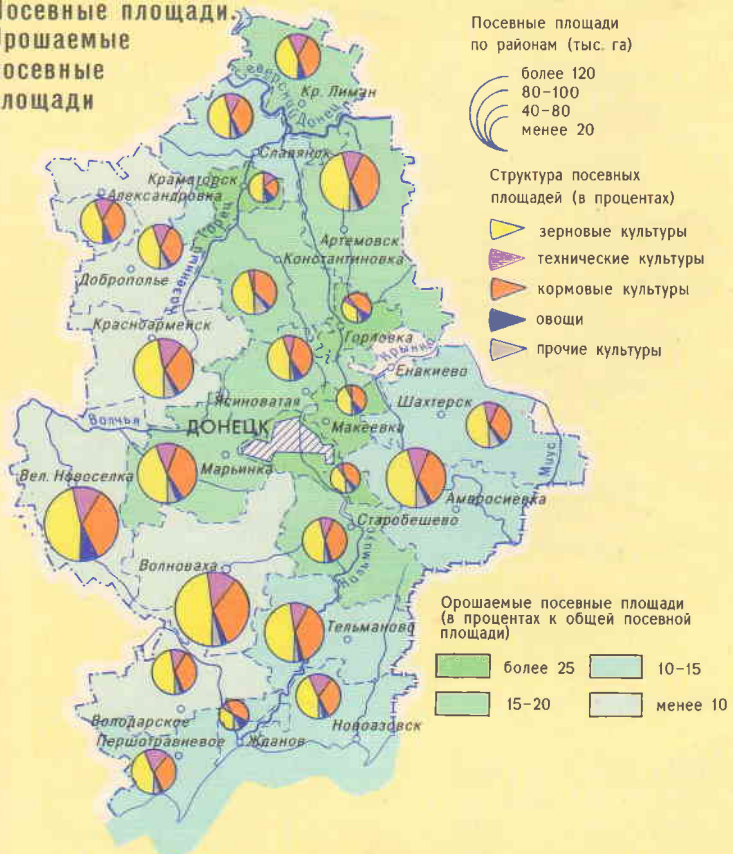 Посевные площади.
Орошаемые
посевные
площади
Посевные площади
по районам (тыс. га)
более 120
80-100
40-80
менее 20
Структура посевных
площадей (в процентах)
зерновые культуры
технические культуры
кормовые культуры
овощи
прочие культуры
Кр. Лиман
Северский Донец
Славянск
Краматорск
Александровка
Казенный Торец
Артемовск
Константиновка
Доброполье
Красноармейск
Горловка
Крынка
Енакиево
Ясиноватая
Шахтерск
Волчья
ДОНЕЦК
Макеевка
Миус
Марьинка
Вел. Новоселка
Амвросиевка
Старобешево
Кальмиус
Волноваха
Тельманово
Володарское
Новоазовск
Першотравневое
Жданов
Орошаемые посевные площади
(в процентах к общей посевной
площади)
более 25
10-15
15-20
менее 10